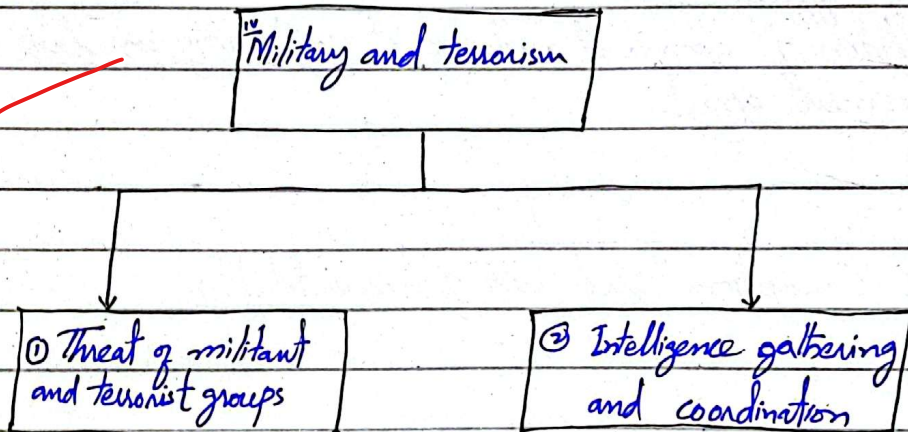 iv
Military and terrorism
① Threat of militant
and terrorist groups
② Intelligence gathering
and coordination